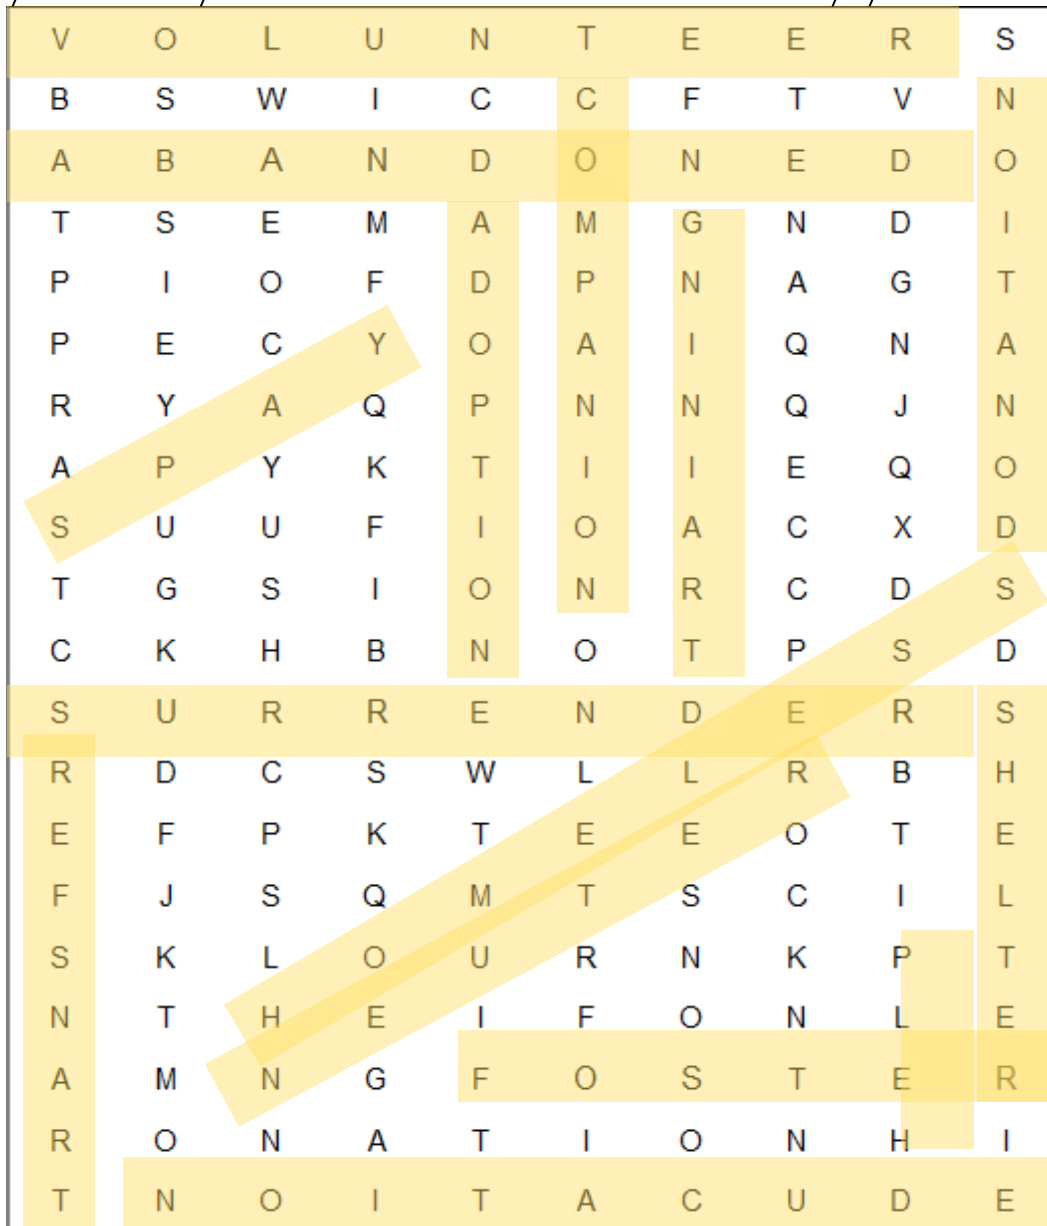 V O L U N T E E R S
B S W I C C F T V N
A B A N D O N E D O
T S E M A M G N D I
P I O F D P N A G T
P E C Y O A I Q N A
R Y A Q P N N Q J N
A P Y K T I I E Q O
S U U F I O A C X D
T G S I O N R C D S
C K H B N O T P S D
S U R R E N D E R S
R D C S W L L R B H
E F P K T E E O T E
F J S Q M T S C I L
S K L O U R N K P T
N T H E I F O N L E
A M N G F O S T E R
R O N A T I O N H I
T N O I T A C U D E